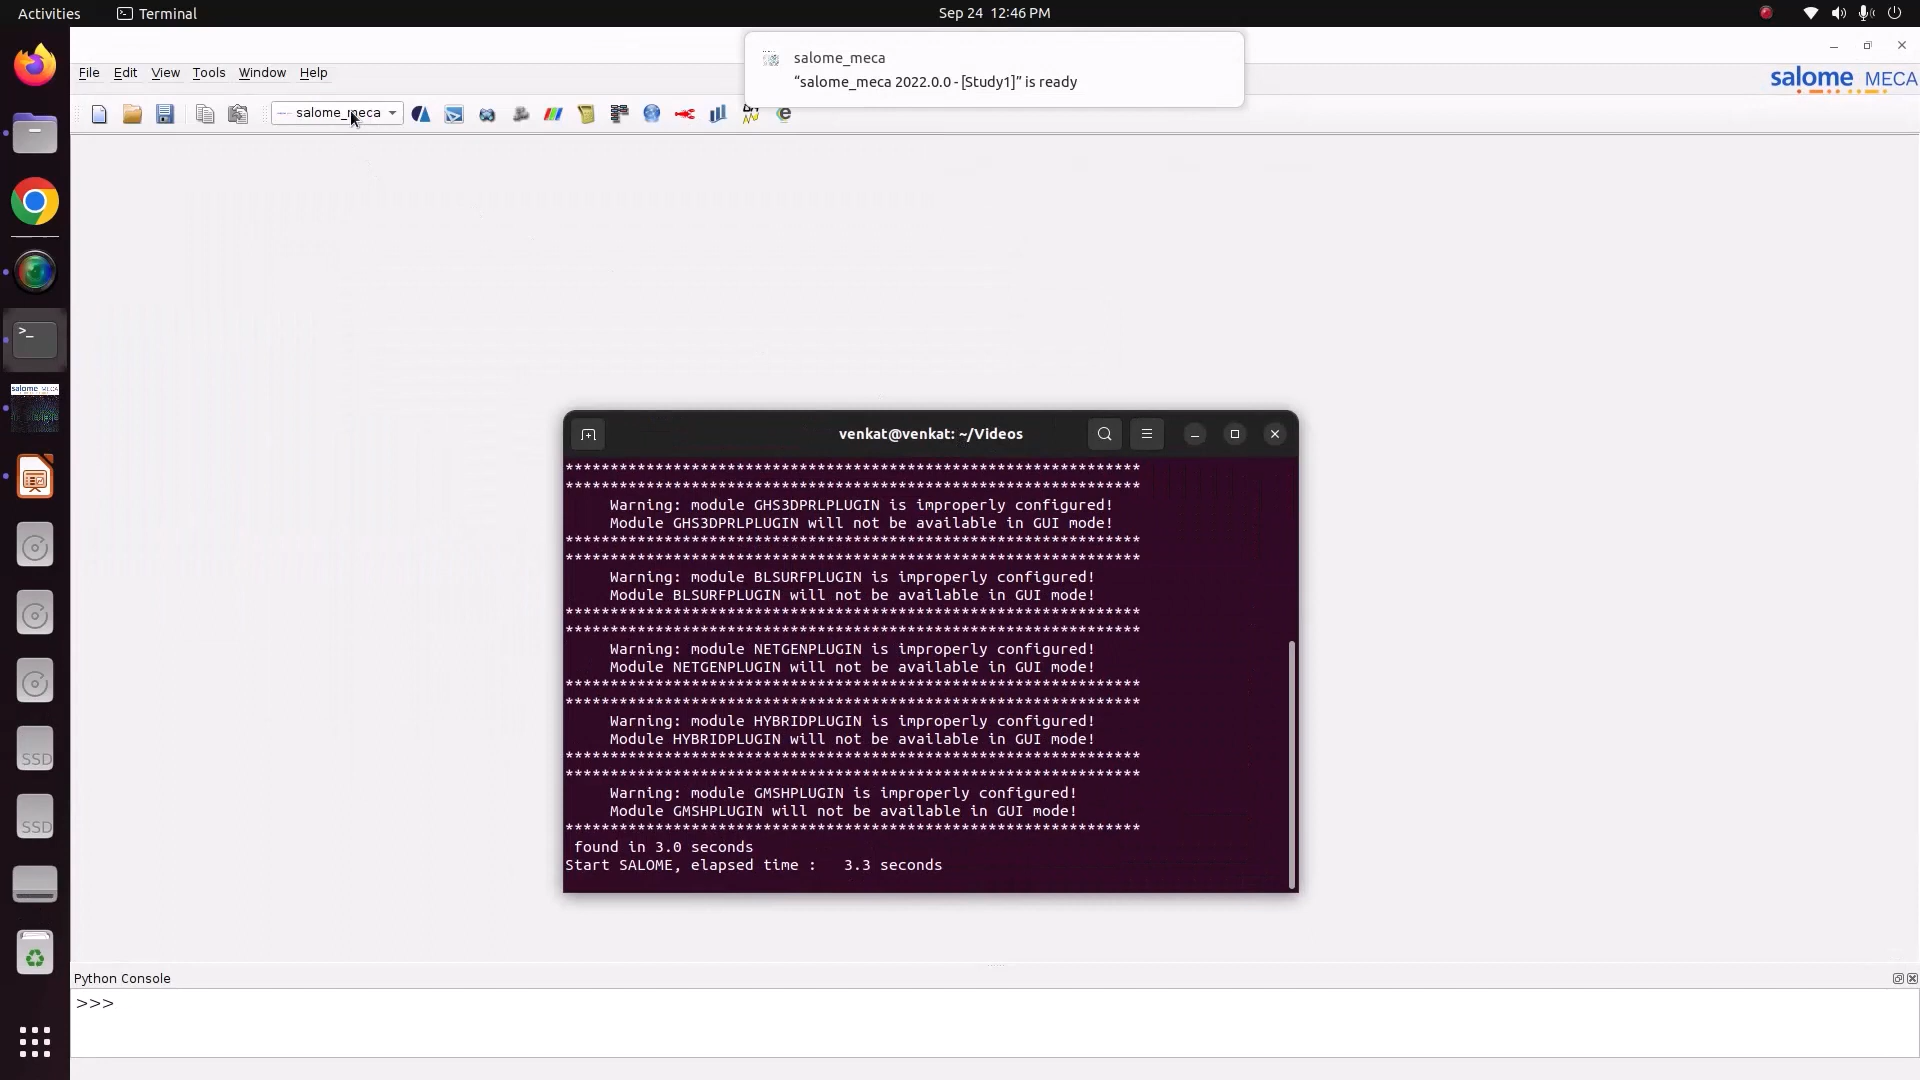 Activities
Terminal
Sep 24 12:46 PM
salome_meca
“salome_meca 2022.0.0 - [Study1]” is ready
File Edit View Tools Window Help
salome MECA
salome_meca
venkat@venkat: ~/Videos
****************************************************************
****************************************************************
Warning: module GHS3DPRLPLUGIN is improperly configured!
Module GHS3DPRLPLUGIN will not be available in GUI mode!
****************************************************************
****************************************************************
Warning: module BLSURFPLUGIN is improperly configured!
Module BLSURFPLUGIN will not be available in GUI mode!
****************************************************************
****************************************************************
Warning: module NETGENPLUGIN is improperly configured!
Module NETGENPLUGIN will not be available in GUI mode!
****************************************************************
****************************************************************
Warning: module HYBRIDPLUGIN is improperly configured!
Module HYBRIDPLUGIN will not be available in GUI mode!
****************************************************************
****************************************************************
Warning: module GMSHPLUGIN is improperly configured!
Module GMSHPLUGIN will not be available in GUI mode!
****************************************************************
found in 3.0 seconds
Start SALOME, elapsed time :   3.3 seconds
salome MECA
SSD
SSD
Python Console
>>>